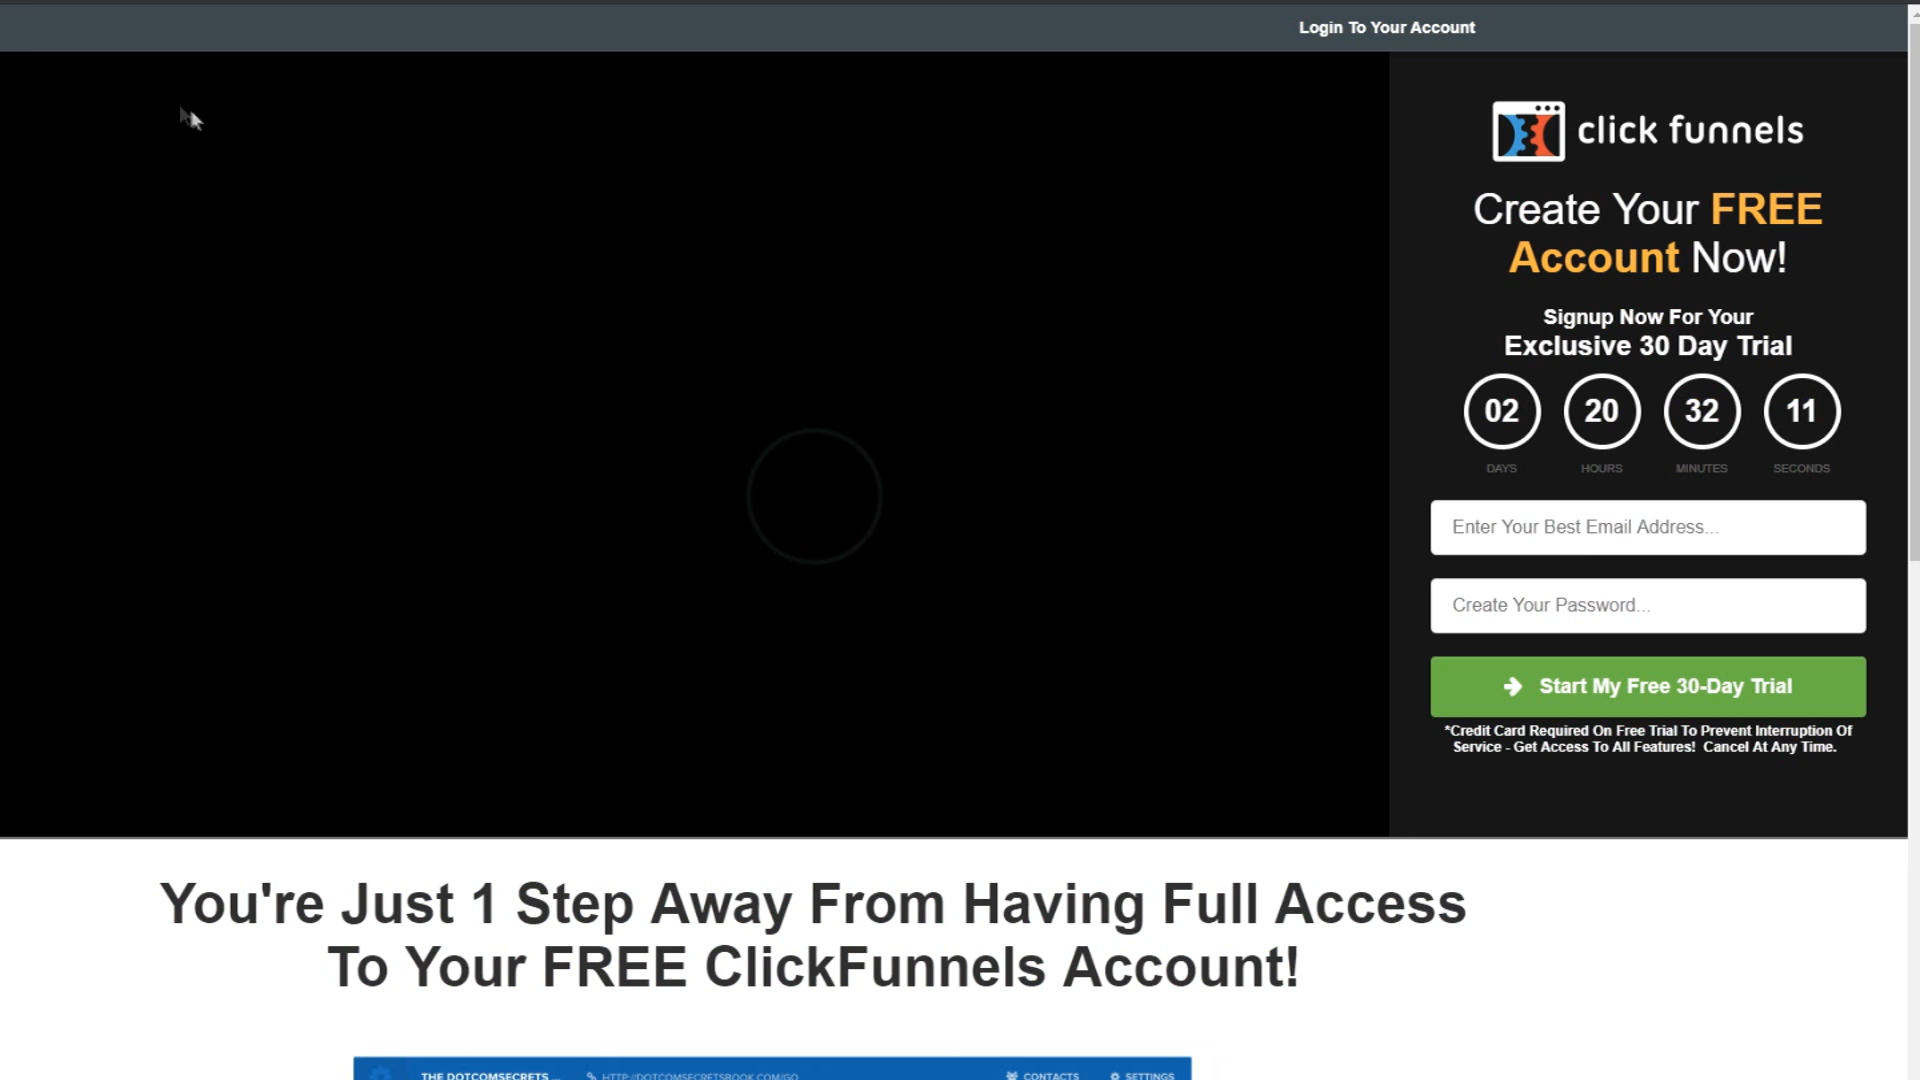 Login To Your Account
click funnels
Create Your FREE
Account Now!
Signup Now For Your
Exclusive 30 Day Trial
02 20 32 11
DAYS HOURS MINUTES SECONDS
Enter Your Best Email Address...
Create Your Password...
Start My Free 30-Day Trial
*Credit Card Required On Free Trial To Prevent Interruption Of
Service - Get Access To All Features! Cancel At Any Time.
You're Just 1 Step Away From Having Full Access
To Your FREE ClickFunnels Account!
THE DOTCOMSECRETS ... HTTP://DOTCOMSECRETSBOOK.COM/GO CONTACTS SETTINGS